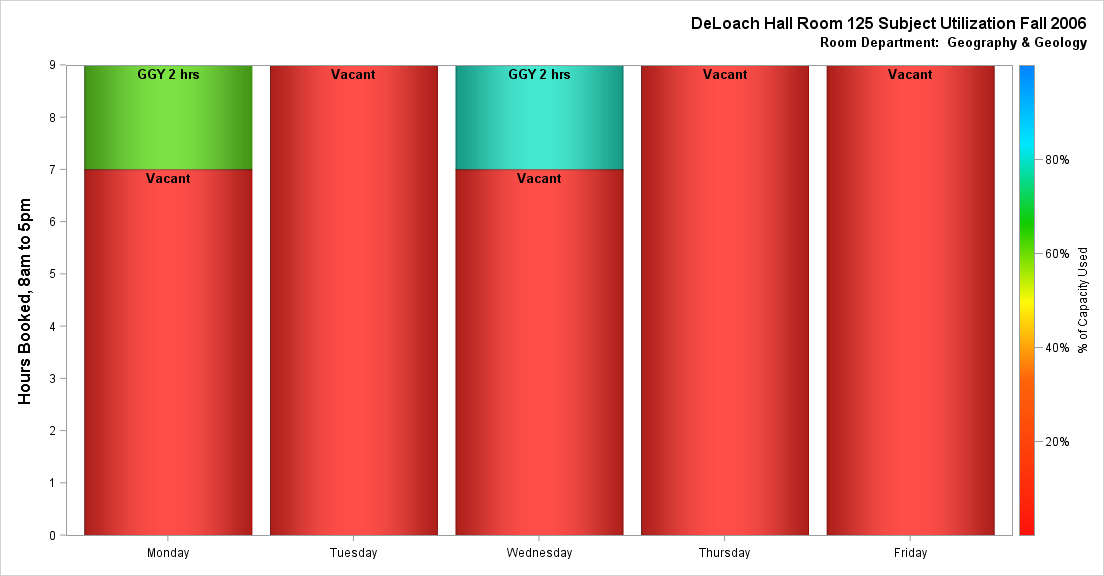 DeLoach Hall Room 125 Subject Utilization Fall 2006
Room Department: Geography & Geology
Hours Booked, 8am to 5pm
9
8
7
6
5
4
3
2
1
0
GGY 2 hrs
Vacant
Vacant
GGY 2 hrs
Vacant
Vacant
Vacant
Monday
Tuesday
Wednesday
Thursday
Friday
80%
60%
40%
20%
% of Capacity Used